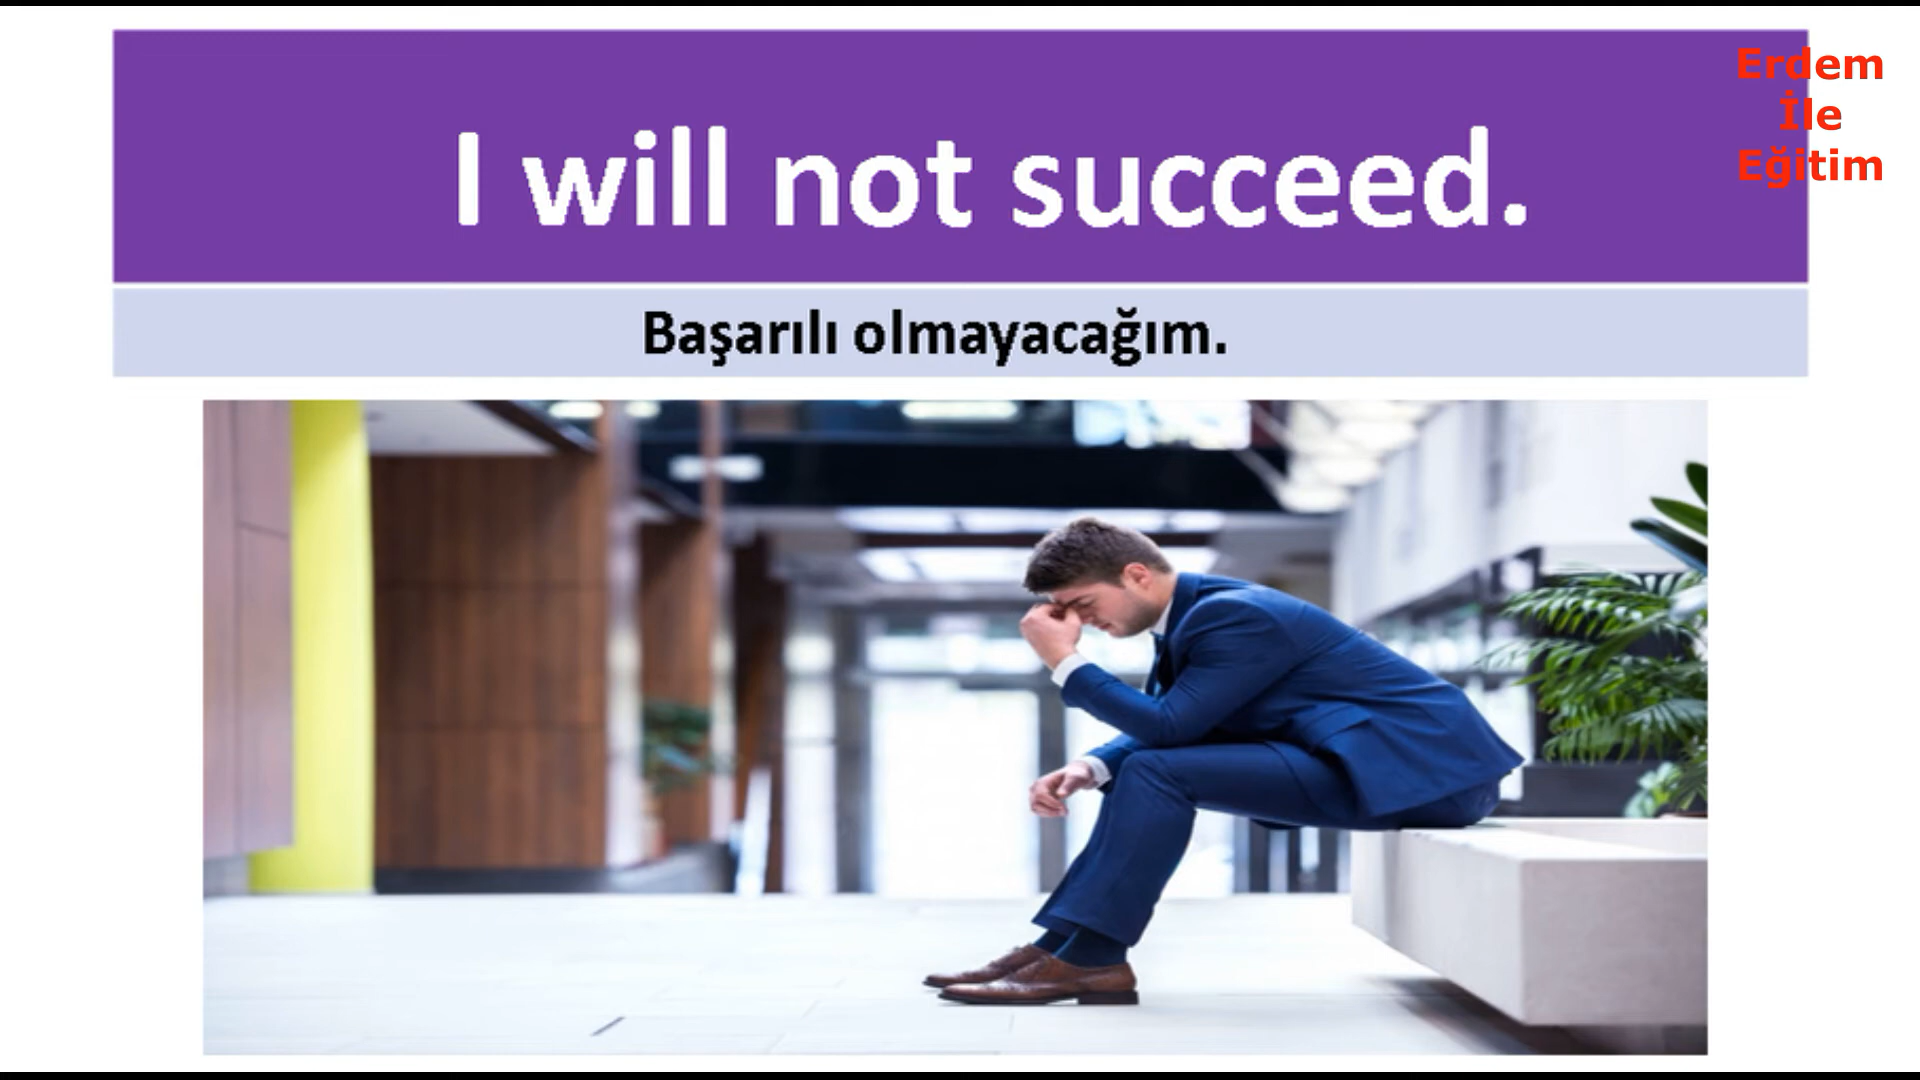 I will not succeed.
Başarılı olmayacağım.
Erdem
İle
Eğitim